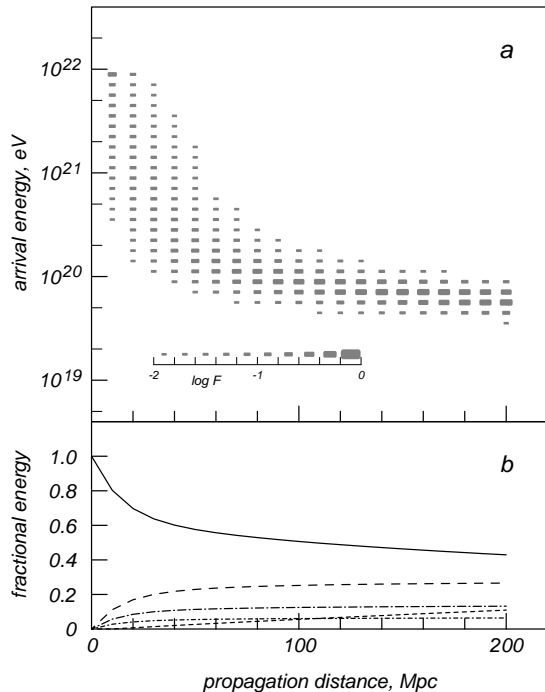 a
10^22
10^21
10^20
10^19
arrival energy, eV
-2 -1 0
log F
b
1.0
0.8
0.6
0.4
0.2
0
fractional energy
0 100 200
propagation distance, Mpc